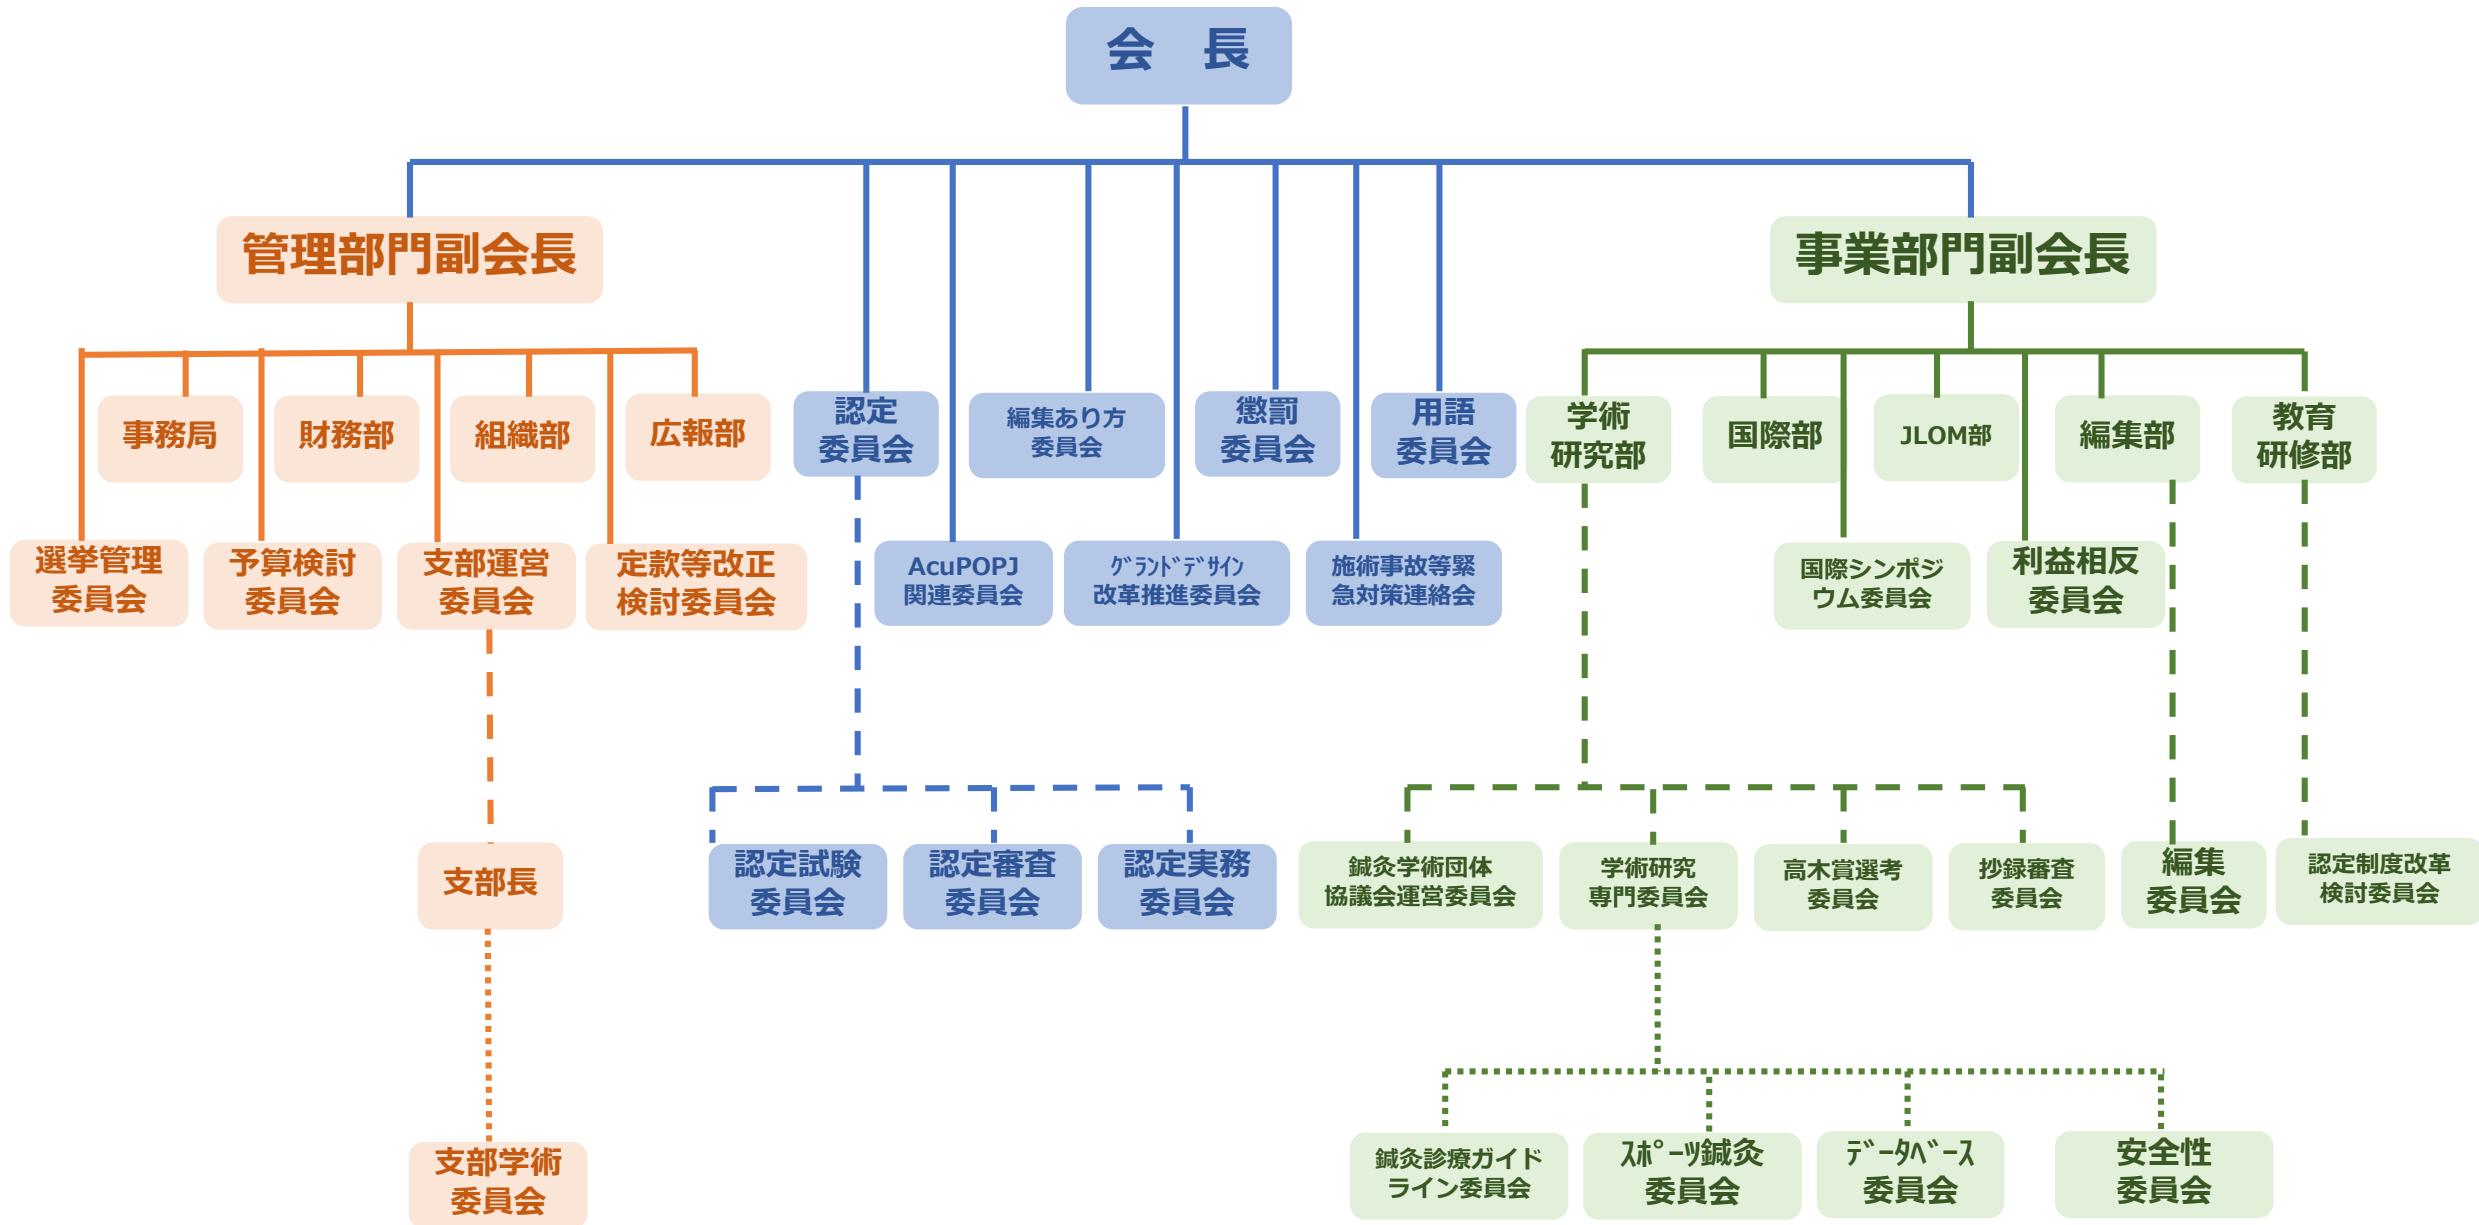 会　長
管理部門副会長
事業部門副会長
事務局
財務部
組織部
広報部
認定
委員会
編集あり方
委員会
懲罰
委員会
用語
委員会
学術
研究部
国際部
JLOM部
編集部
教育
研修部
選挙管理
委員会
予算検討
委員会
支部運営
委員会
定款等改正
検討委員会
AcuPOPJ
関連委員会
ｸﾞﾗﾝﾄﾞﾃﾞｻｲﾝ
改革推進委員会
施術事故等緊
急対策連絡会
国際シンポジ
ウム委員会
利益相反
委員会
支部長
認定試験
委員会
認定審査
委員会
認定実務
委員会
鍼灸学術団体
協議会運営委員会
学術研究
専門委員会
高木賞選考
委員会
抄録審査
委員会
編集
委員会
認定制度改革
検討委員会
支部学術
委員会
鍼灸診療ガイド
ライン委員会
ｽﾎﾟｰﾂ鍼灸
委員会
ﾃﾞｰﾀﾍﾞｰｽ
委員会
安全性
委員会